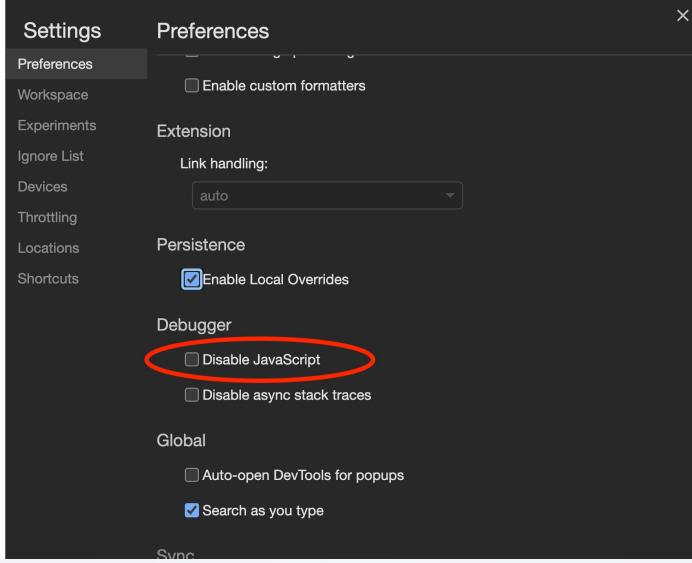 Settings
Preferences
Workspace
Experiments
Ignore List
Devices
Throttling
Locations
Shortcuts
Preferences
Enable custom formatters
Extension
Link handling:
auto
Persistence
Enable Local Overrides
Debugger
Disable JavaScript
Disable async stack traces
Global
Auto-open DevTools for popups
Search as you type
Sync